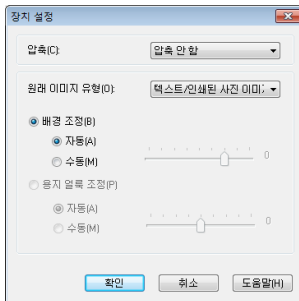 장치 설정
압축(C):
압축 안 함
원래 이미지 유형(O):
텍스트/인쇄된 사진 이미지
배경 조정(B)
자동(A)
수동(M)
0
용지 얼룩 조정(P)
자동(A)
수동(M)
0
확인
취소
도움말(H)